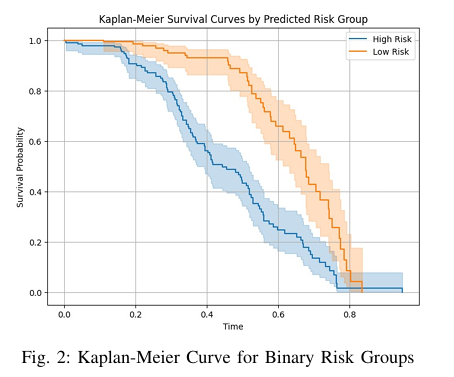 Kaplan-Meier Survival Curves by Predicted Risk Group
High Risk
Low Risk
1.0
0.8
0.6
0.4
0.2
0.0
Survival Probability
0.0 0.2 0.4 0.6 0.8
Time
Fig. 2: Kaplan-Meier Curve for Binary Risk Groups